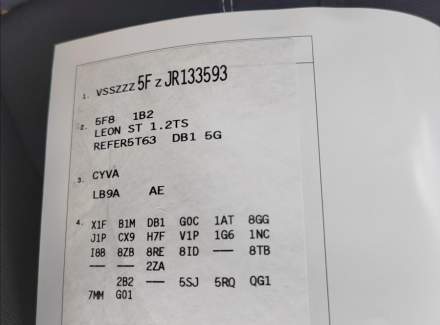 1. VSSZZZ 5F Z JR133593
2. 5F8 1B2
LEON ST 1.2TS
REFER5T63 DB1 5G
3. CYVA
LB9A AE
4. X1F 81M DB1 G0C 1AT 8GG
J1P CX9 H7F V1P 1G6 1NC
I8B 8ZB 8RE 8ID — 8TB
— — 2ZA
2B2 — 5SJ 5RQ QG1
7MM G01